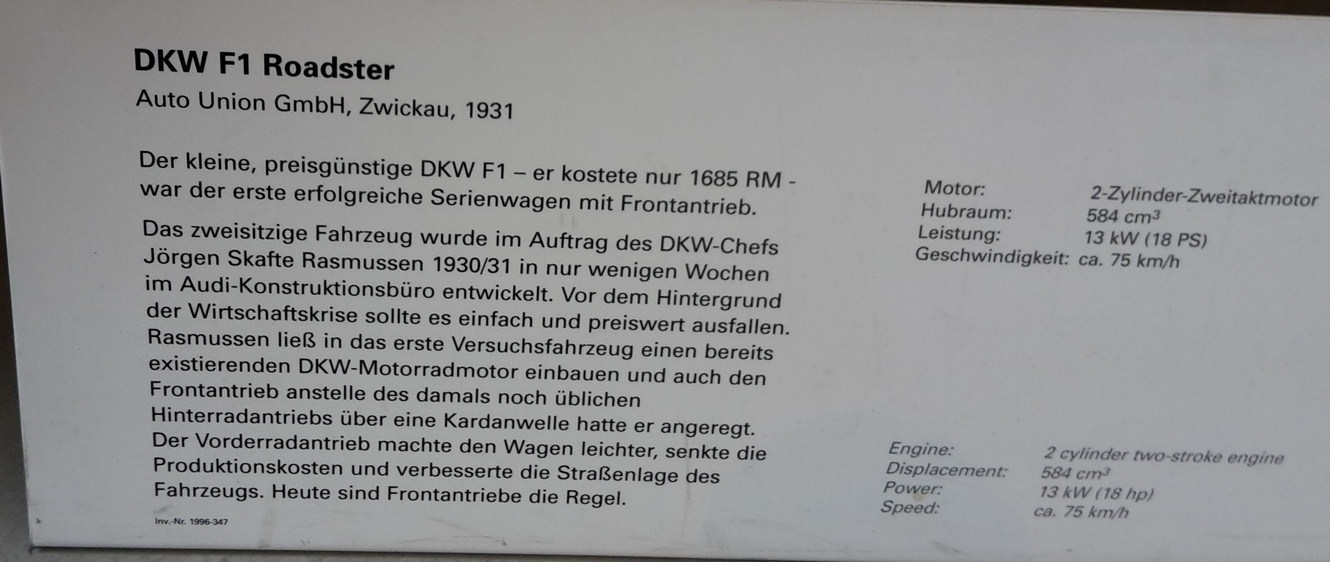 DKW F1 Roadster
Auto Union GmbH, Zwickau, 1931
Der kleine, preisgünstige DKW F1 – er kostete nur 1685 RM -
war der erste erfolgreiche Serienwagen mit Frontantrieb.
Das zweisitzige Fahrzeug wurde im Auftrag des DKW-Chefs
Jörgen Skafte Rasmussen 1930/31 in nur wenigen Wochen
im Audi-Konstruktionsbüro entwickelt. Vor dem Hintergrund
der Wirtschaftskrise sollte es einfach und preiswert ausfallen.
Rasmussen ließ in das erste Versuchsfahrzeug einen bereits
existierenden DKW-Motorradmotor einbauen und auch den
Frontantrieb anstelle des damals noch üblichen
Hinterradantriebs über eine Kardanwelle hatte er angeregt.
Der Vorderradantrieb machte den Wagen leichter, senkte die
Produktionskosten und verbesserte die Straßenlage des
Fahrzeugs. Heute sind Frontantriebe die Regel.
Inv.-Nr. 1996-347
Motor: 2-Zylinder-Zweitaktmotor
Hubraum: 584 cm³
Leistung: 13 kW (18 PS)
Geschwindigkeit: ca. 75 km/h
Engine: 2 cylinder two-stroke engine
Displacement: 584 cm³
Power: 13 kW (18 hp)
Speed: ca. 75 km/h